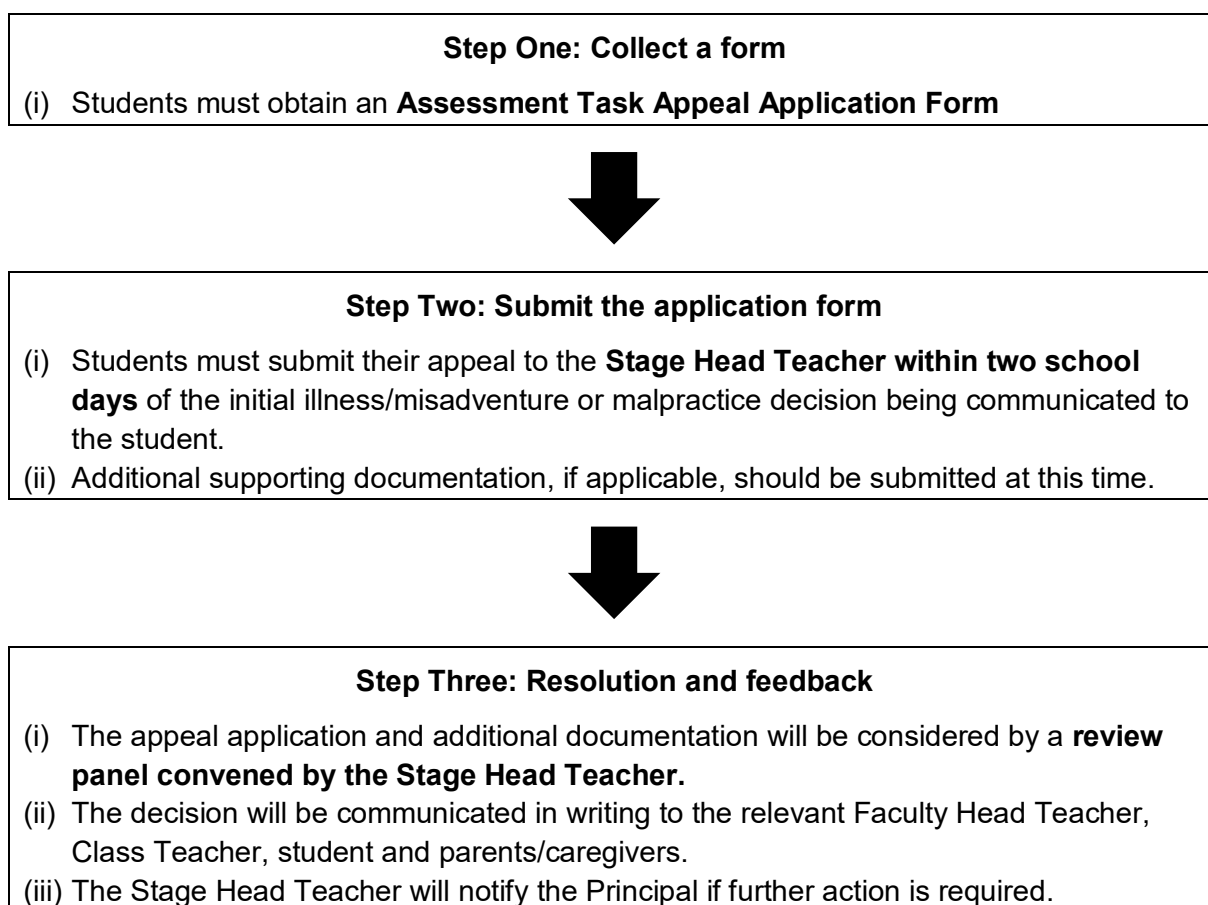 Step One: Collect a form
(i) Students must obtain an Assessment Task Appeal Application Form
Step Two: Submit the application form
(i) Students must submit their appeal to the Stage Head Teacher within two school
days of the initial illness/misadventure or malpractice decision being communicated to
the student.
(ii) Additional supporting documentation, if applicable, should be submitted at this time.
Step Three: Resolution and feedback
(i) The appeal application and additional documentation will be considered by a review
panel convened by the Stage Head Teacher.
(ii) The decision will be communicated in writing to the relevant Faculty Head Teacher,
Class Teacher, student and parents/caregivers.
(iii) The Stage Head Teacher will notify the Principal if further action is required.